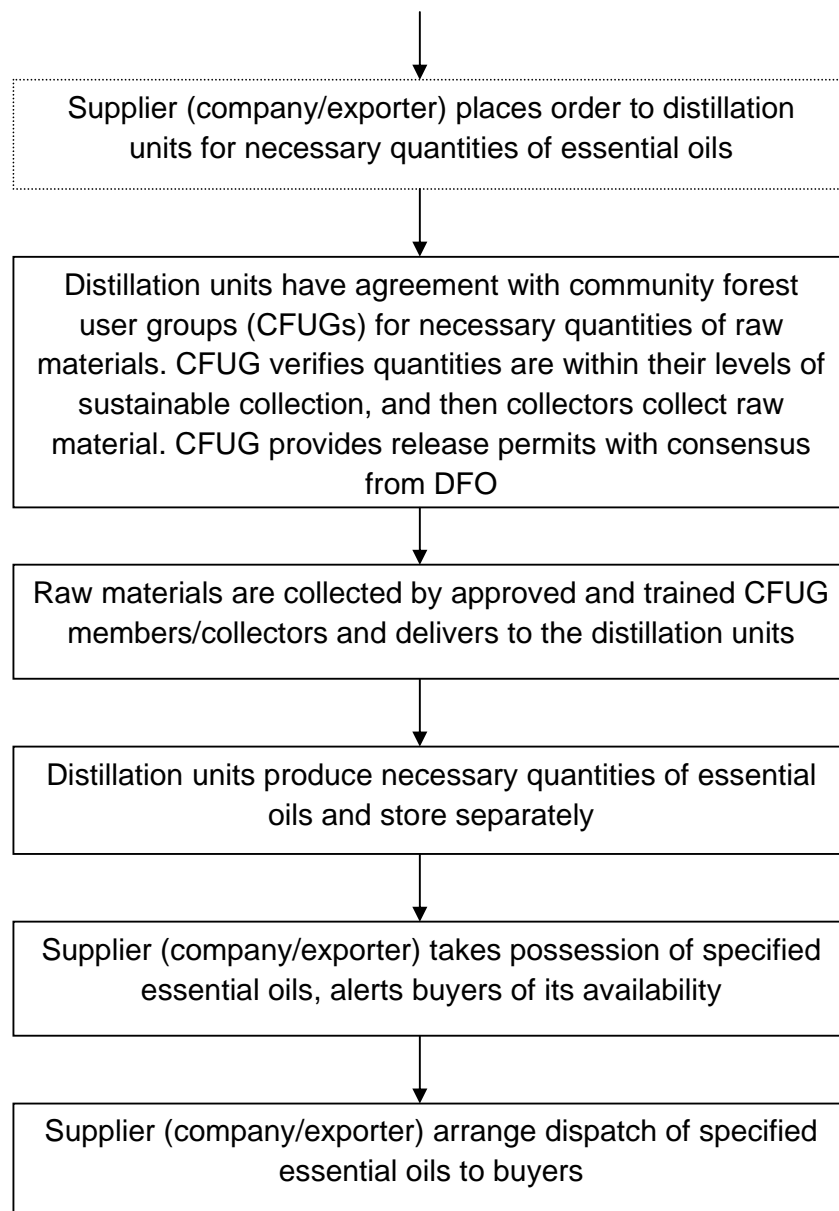 Supplier (company/exporter) places order to distillation
units for necessary quantities of essential oils
Distillation units have agreement with community forest
user groups (CFUGs) for necessary quantities of raw
materials. CFUG verifies quantities are within their levels of
sustainable collection, and then collectors collect raw
material. CFUG provides release permits with consensus
from DFO
Raw materials are collected by approved and trained CFUG
members/collectors and delivers to the distillation units
Distillation units produce necessary quantities of essential
oils and store separately
Supplier (company/exporter) takes possession of specified
essential oils, alerts buyers of its availability
Supplier (company/exporter) arrange dispatch of specified
essential oils to buyers